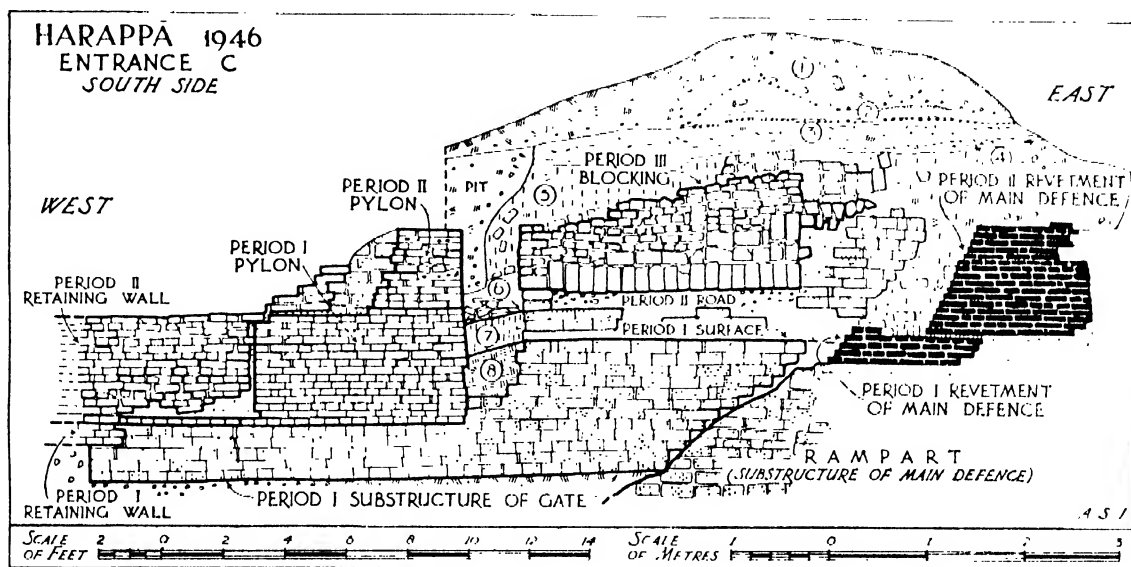 HARAPPĀ 1946
ENTRANCE C
SOUTH SIDE
EAST
WEST
1
2
3
4
5
6
7
8
PIT
PERIOD III
BLOCKING
PERIOD II REVETMENT
OF MAIN DEFENCE
PERIOD II
PYLON
PERIOD I
PYLON
PERIOD II
RETAINING WALL
PERIOD II ROAD
PERIOD I SURFACE
PERIOD I REVETMENT
OF MAIN DEFENCE
RAMPART
(SUBSTRUCTURE OF MAIN DEFENCE)
PERIOD I
RETAINING WALL
PERIOD I SUBSTRUCTURE OF GATE
A S I
SCALE
OF FEET
2 0 2 4 6 8 10 12 14
SCALE
OF METRES
1 0 1 2 3